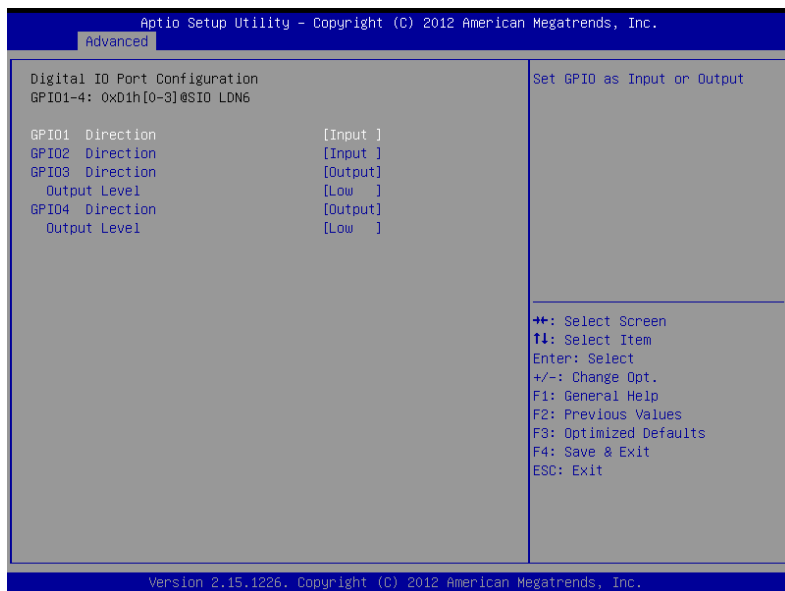 Aptio Setup Utility – Copyright (C) 2012 American Megatrends, Inc.
Advanced
Digital IO Port Configuration
GPIO1-4: 0xD1h[0-3]@SIO LDN6
GPIO1 Direction [Input ]
GPIO2 Direction [Input ]
GPIO3 Direction [Output]
Output Level [Low ]
GPIO4 Direction [Output]
Output Level [Low ]
Set GPIO as Input or Output
→←: Select Screen
↑↓: Select Item
Enter: Select
+/-: Change Opt.
F1: General Help
F2: Previous Values
F3: Optimized Defaults
F4: Save & Exit
ESC: Exit
Version 2.15.1226. Copyright (C) 2012 American Megatrends, Inc.